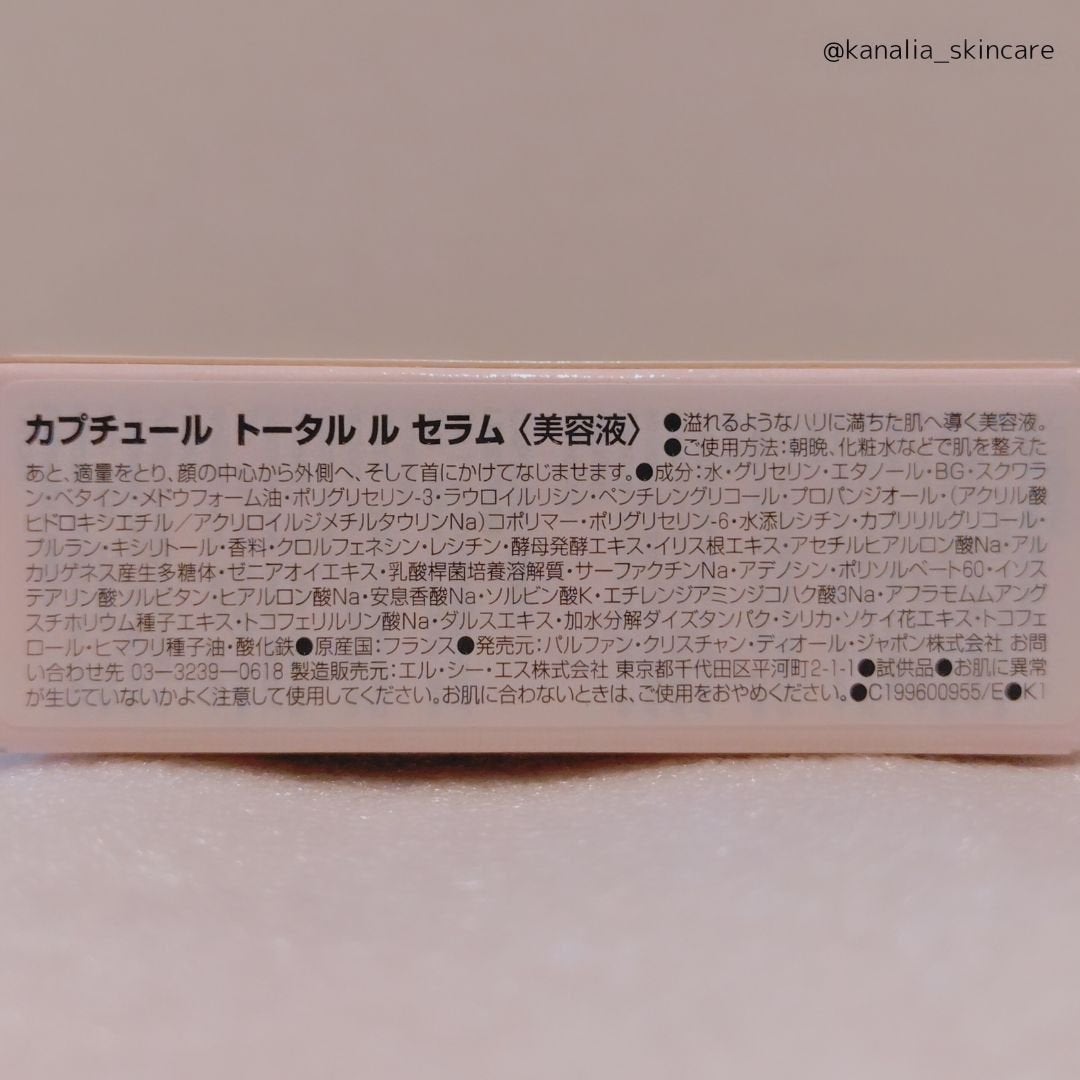 @kanalia_skincare
カプチュール トータル ル セラム〈美容液〉 ●溢れるようなハリに満ちた肌へ導く美容液。
●ご使用方法:朝晩、化粧水などで肌を整えた
あと、適量をとり、顔の中心から外側へ、そして首にかけてなじませます。●成分:水・グリセリン・エタノール・BG・スクワラ
ン・ベタイン・メドウフォーム油・ポリグリセリン-3・ラウロイルリシン・ペンチレングリコール・プロパンジオール・(アクリル酸
ヒドロキシエチル/アクリロイルジメチルタウリンNa)コポリマー・ポリグリセリン-6・水添レシチン・カプリリルグリコール・
プルラン・キシリトール・香料・クロルフェネシン・レシチン・酵母発酵エキス・イリス根エキス・アセチルヒアルロン酸Na・アル
カリゲネス産生多糖体・ゼニアオイエキス・乳酸桿菌培養溶解質・サーファクチンNa・アデノシン・ポリソルベート60・イソス
テアリン酸ソルビタン・ヒアルロン酸Na・安息香酸Na・ソルビン酸K・エチレンジアミンジコハク酸3Na・アフラモムムアング
スチホリウム種子エキス・トコフェリルリン酸Na・ダルスエキス・加水分解ダイズタンパク・シリカ・ソケイ花エキス・トコフェ
ロール・ヒマワリ種子油・酸化鉄●原産国:フランス●発売元:パルファン・クリスチャン・ディオール・ジャポン株式会社 お問
い合わせ先 03-3239-0618 製造販売元:エル・シー・エス株式会社 東京都千代田区平河町2-1-1●試供品●お肌に異常
が生じていないかよく注意して使用してください。お肌に合わないときは、ご使用をおやめください。●C199600955/E●K1